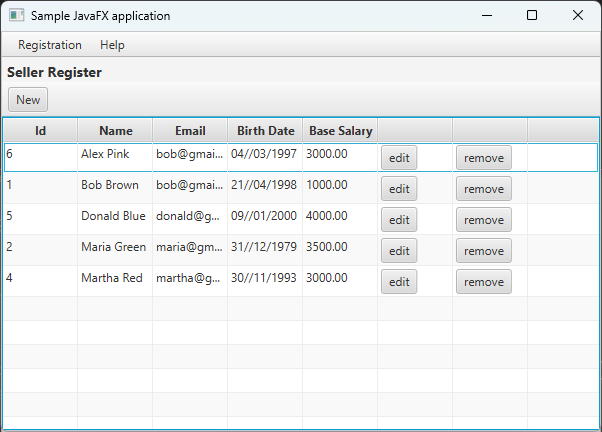 Sample JavaFX application
Registration Help
Seller Register
New
Id Name Email Birth Date Base Salary
6 Alex Pink bob@gmai... 04//03/1997 3000.00 edit remove
1 Bob Brown bob@gmai... 21//04/1998 1000.00 edit remove
5 Donald Blue donald@g... 09//01/2000 4000.00 edit remove
2 Maria Green maria@gm... 31//12/1979 3500.00 edit remove
4 Martha Red martha@g... 30//11/1993 3000.00 edit remove